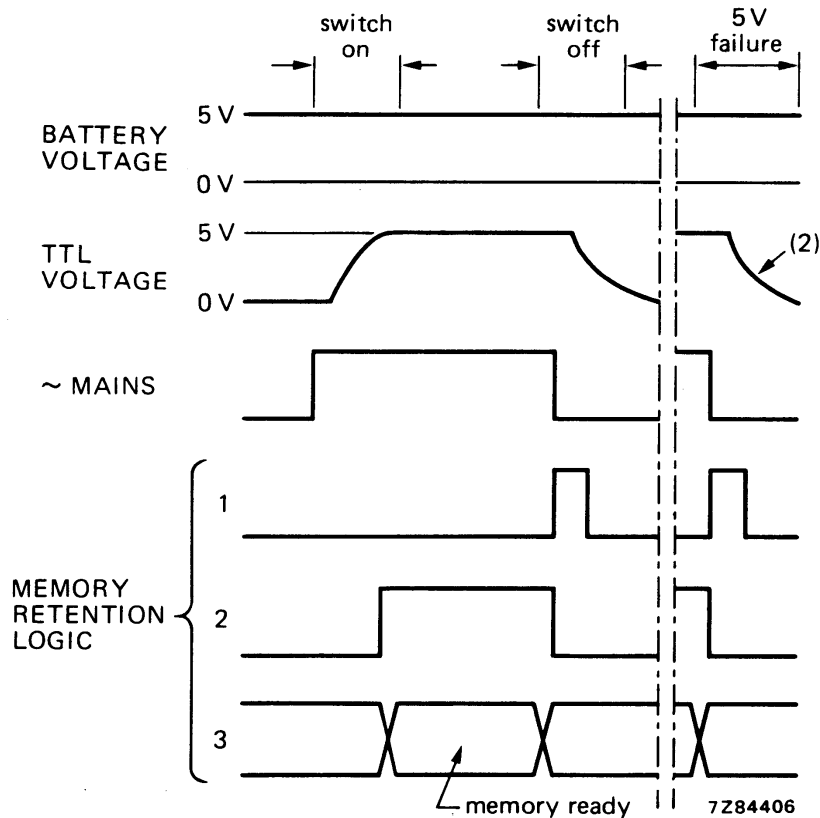 switch
on
switch
off
5 V
failure
BATTERY
VOLTAGE
5 V
0 V
TTL
VOLTAGE
5 V
0 V
(2)
~ MAINS
MEMORY
RETENTION
LOGIC
1
2
3
memory ready
7Z84406